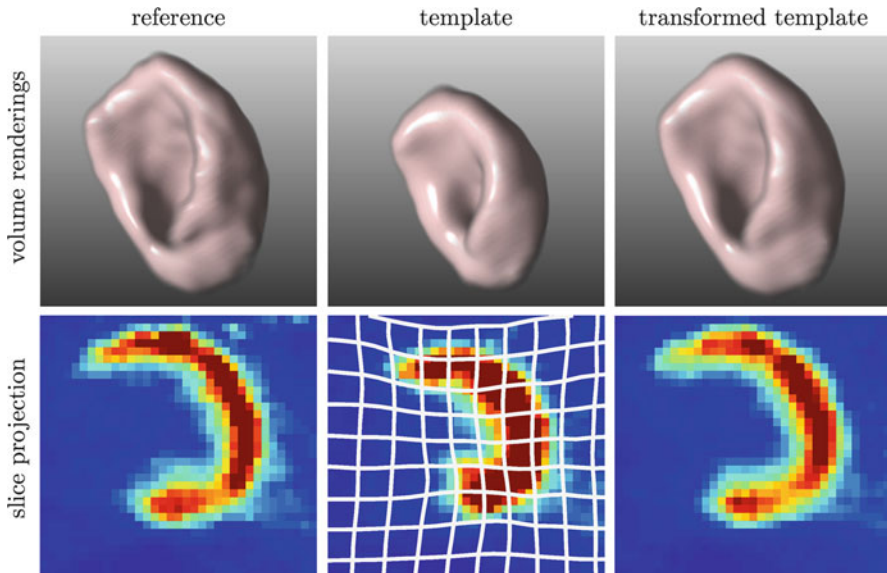 reference
template
transformed template
volume renderings
slice projection